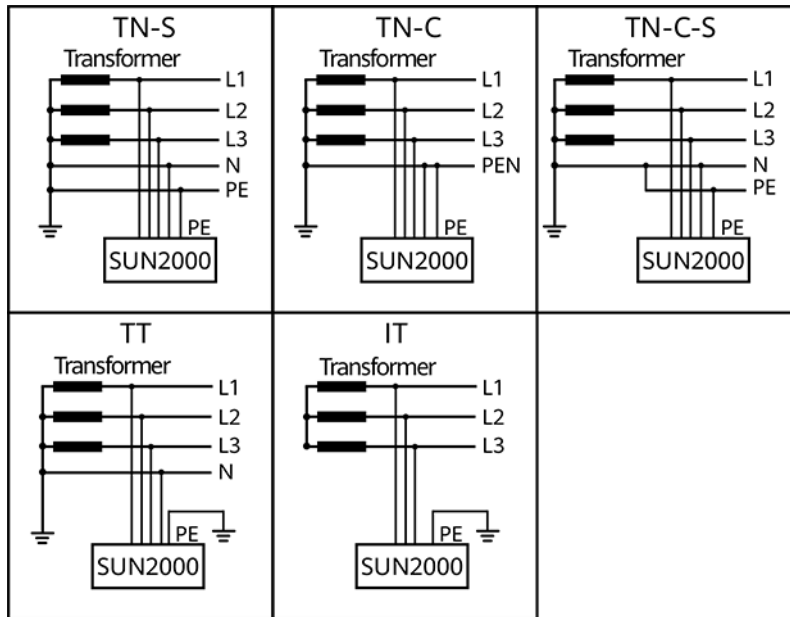 TN-S
Transformer
L1
L2
L3
N
PE
PE
SUN2000
TN-C
Transformer
L1
L2
L3
PEN
PE
SUN2000
TN-C-S
Transformer
L1
L2
L3
N
PE
PE
SUN2000
TT
Transformer
L1
L2
L3
N
PE
SUN2000
IT
Transformer
L1
L2
L3
PE
SUN2000